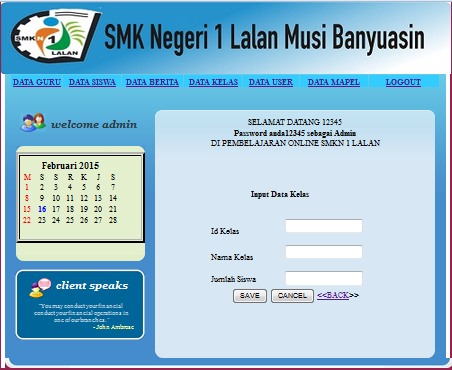 SMKN 1
LALAN
SMK Negeri 1 Lalan Musi Banyuasin
DATA GURU DATA SISWA DATA BERITA DATA KELAS DATA USER DATA MAPEL LOGOUT
welcome admin
Februari 2015
M S S R K J S
1 2 3 4 5 6 7
8 9 10 11 12 13 14
15 16 17 18 19 20 21
22 23 24 25 26 27 28
client speaks
"You may conduct your financial
conduct your financial operations in
one of our branches."
- John Ambrose
SELAMAT DATANG 12345
Password anda12345 sebagai Admin
DI PEMBELAJARAN ONLINE SMKN 1 LALAN
Input Data Kelas
Id Kelas
Nama Kelas
Jumlah Siswa
SAVE CANCEL <<BACK>>